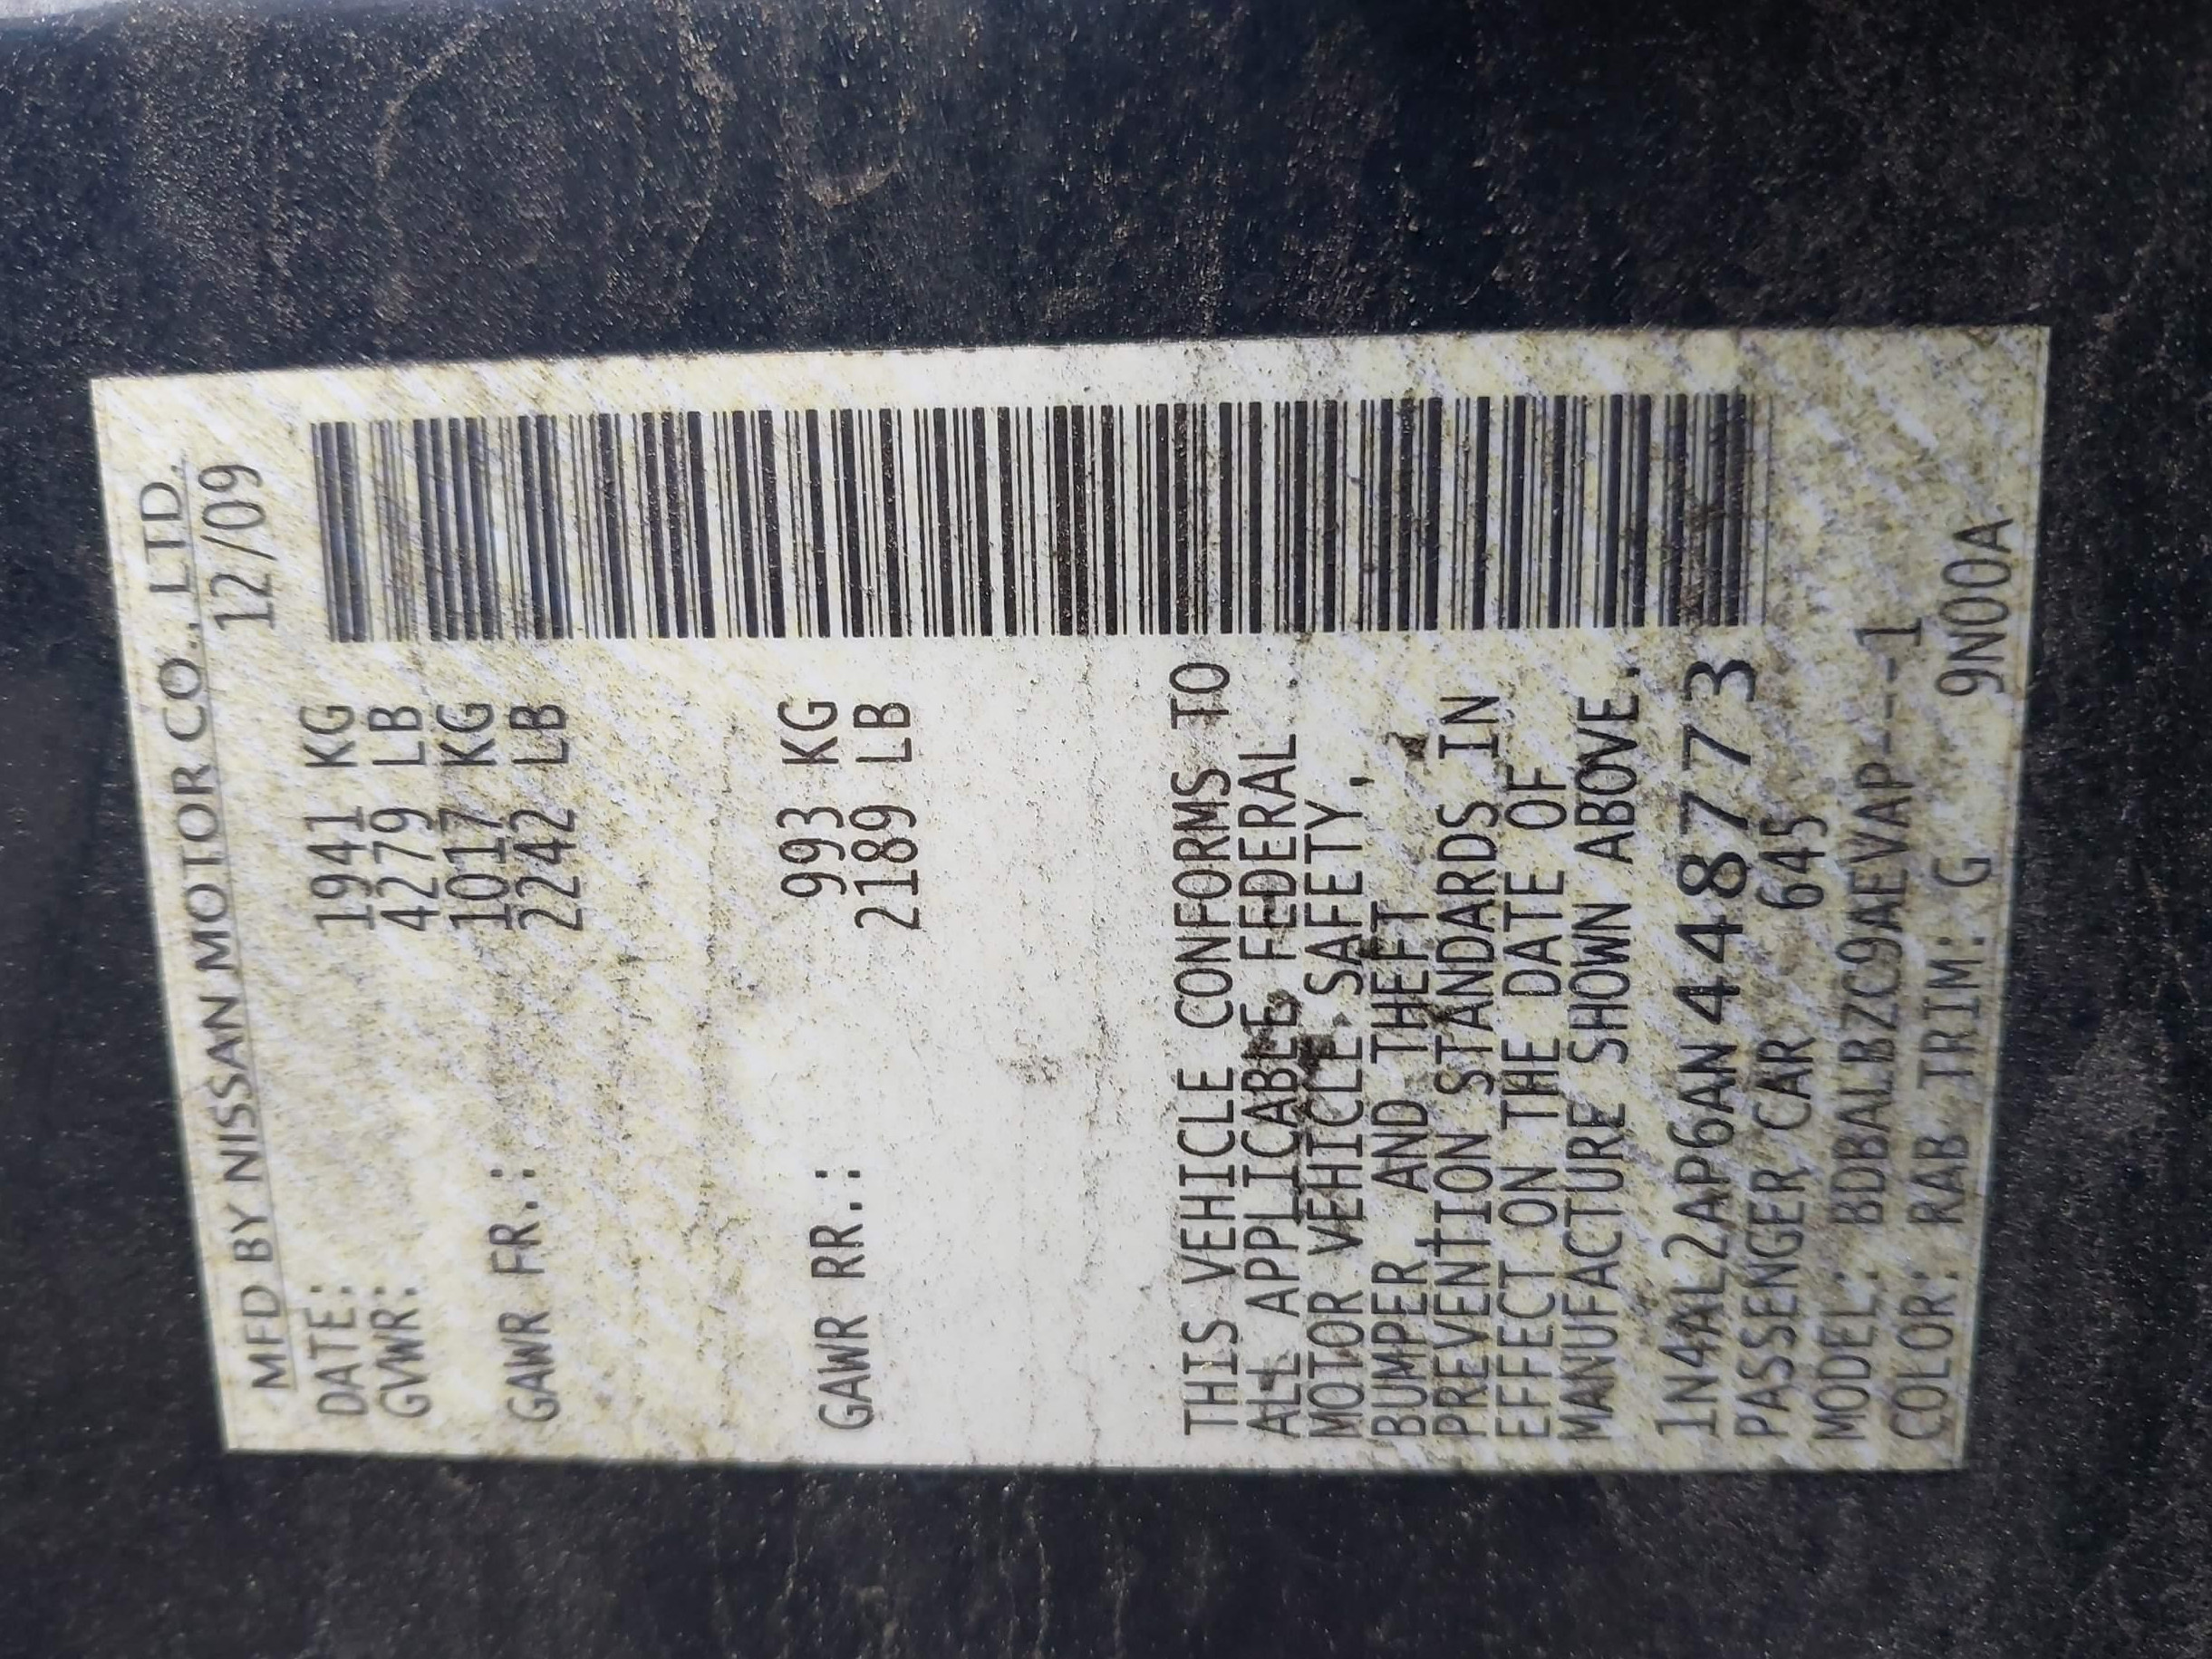 MFD BY NISSAN MOTOR CO., LTD.
DATE: 12/09
GVWR: 1941 KG
4279 LB
GAWR FR.: 1017 KG
2242 LB
GAWR RR.: 993 KG
2189 LB
THIS VEHICLE CONFORMS TO
ALL APPLICABLE FEDERAL
MOTOR VEHICLE SAFETY,
BUMPER AND THEFT
PREVENTION STANDARDS IN
EFFECT ON THE DATE OF
MANUFACTURE SHOWN ABOVE.
1N4AL2AP6AN448773
PASSENGER CAR 645
MODEL: BDBALBZC9AEVAP---1
COLOR: RAB TRIM: G 9N00A